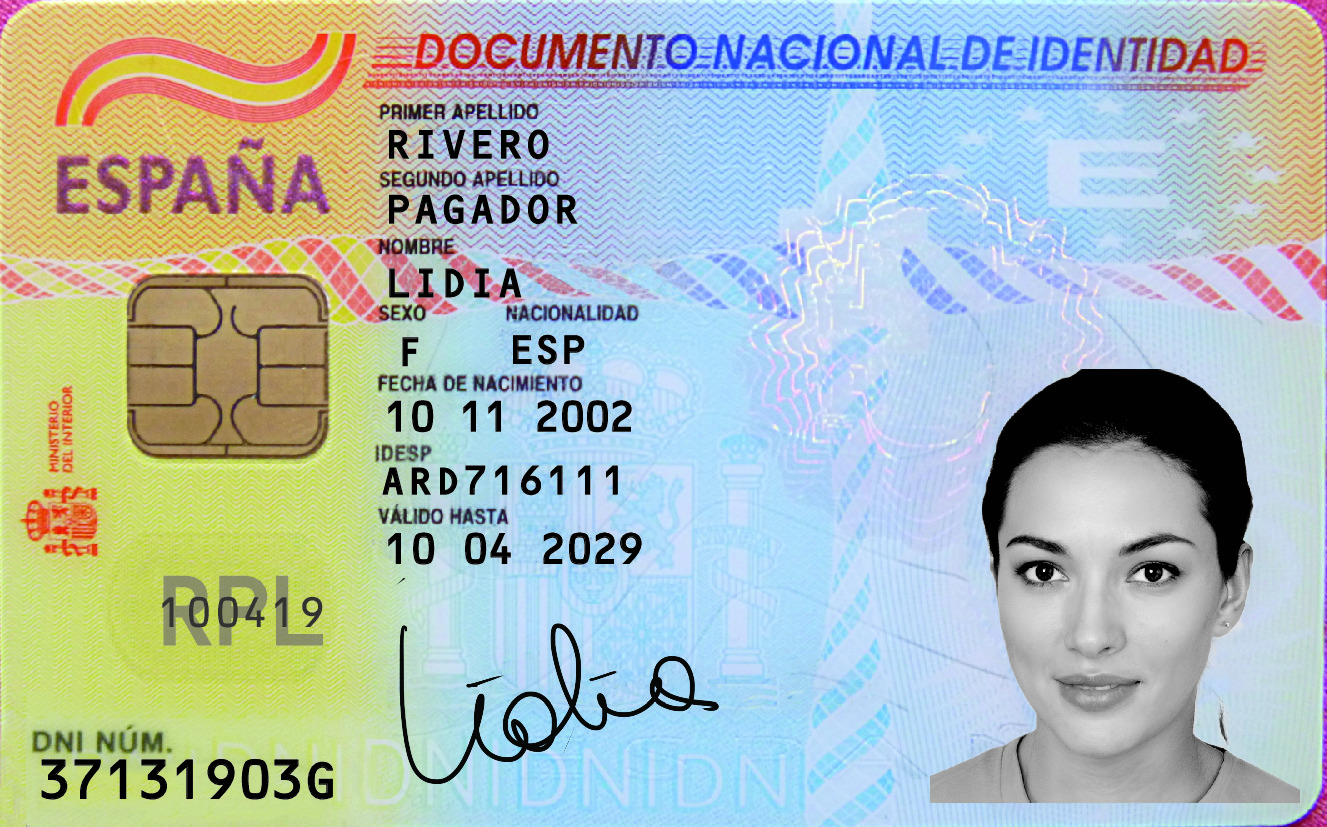 DOCUMENTO NACIONAL DE IDENTIDAD
ESPAÑA
PRIMER APELLIDO
RIVERO
SEGUNDO APELLIDO
PAGADOR
NOMBRE
LIDIA
SEXO NACIONALIDAD
F ESP
FECHA DE NACIMIENTO
10 11 2002
IDESP
ARD716111
VÁLIDO HASTA
10 04 2029
MINISTERIO
DEL INTERIOR
RPL
100419
Lidia
DNI NÚM.
37131903G
E
DNIDNIDNI